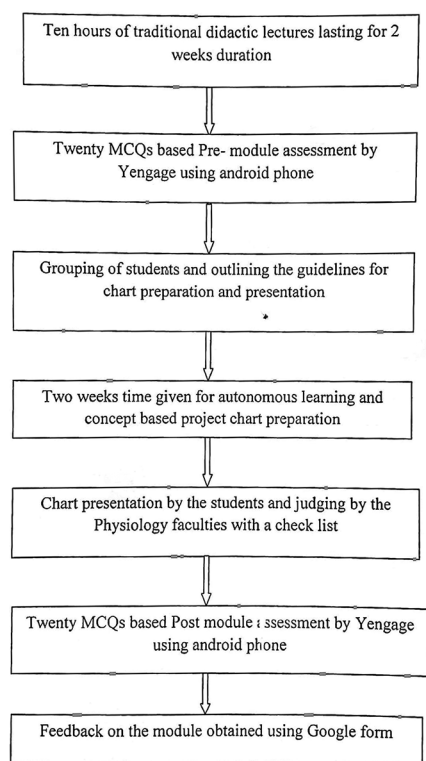 Ten hours of traditional didactic lectures lasting for 2
weeks duration
Twenty MCQs based Pre- module assessment by
Yengage using android phone
Grouping of students and outlining the guidelines for
chart preparation and presentation
Two weeks time given for autonomous learning and
concept based project chart preparation
Chart presentation by the students and judging by the
Physiology faculties with a check list
Twenty MCQs based Post module assessment by Yengage
using android phone
Feedback on the module obtained using Google form